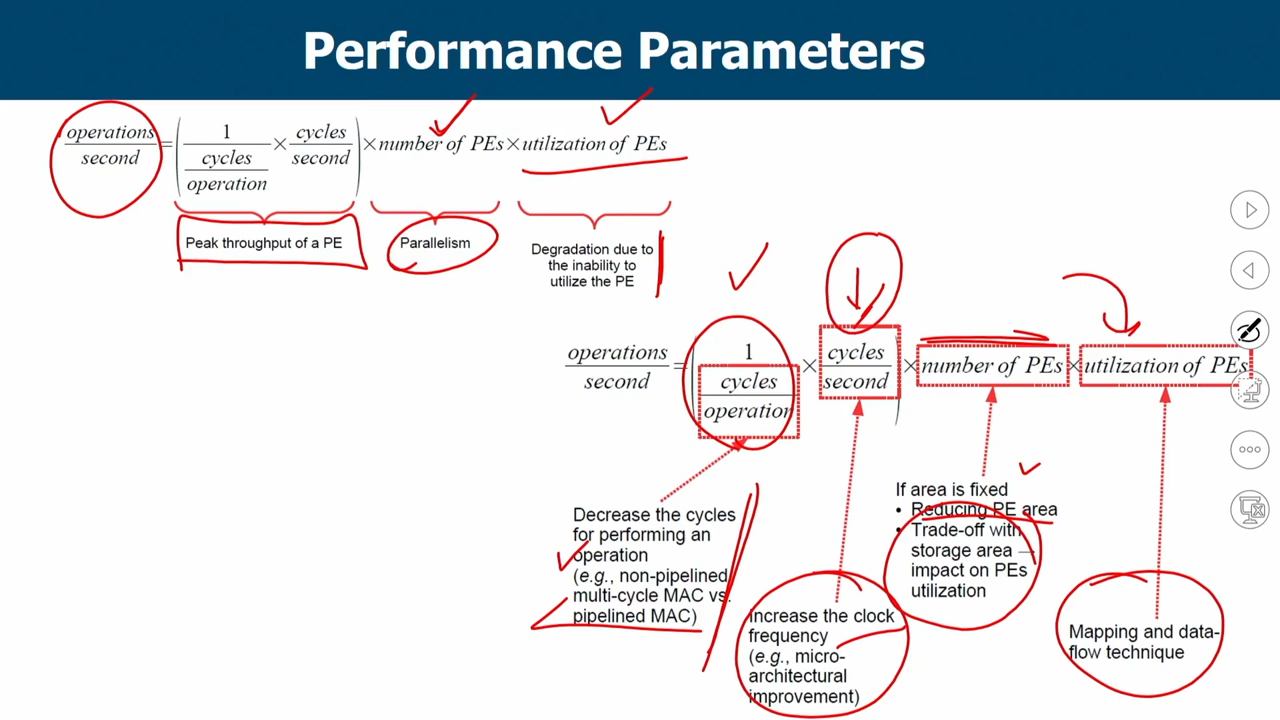 Performance Parameters
operations/second = (1/(cycles/operation) × cycles/second) × number of PEs × utilization of PEs
Peak throughput of a PE
Parallelism
Degradation due to
the inability to
utilize the PE
operations/second = (1/(cycles/operation) × cycles/second) × number of PEs × utilization of PEs
Decrease the cycles
for performing an
operation
(e.g., non-pipelined
multi-cycle MAC vs.
pipelined MAC)
Increase the clock
frequency
(e.g., micro-
architectural
improvement)
If area is fixed
• Reducing PE area
• Trade-off with
storage area –
impact on PEs
utilization
Mapping and data-
flow technique